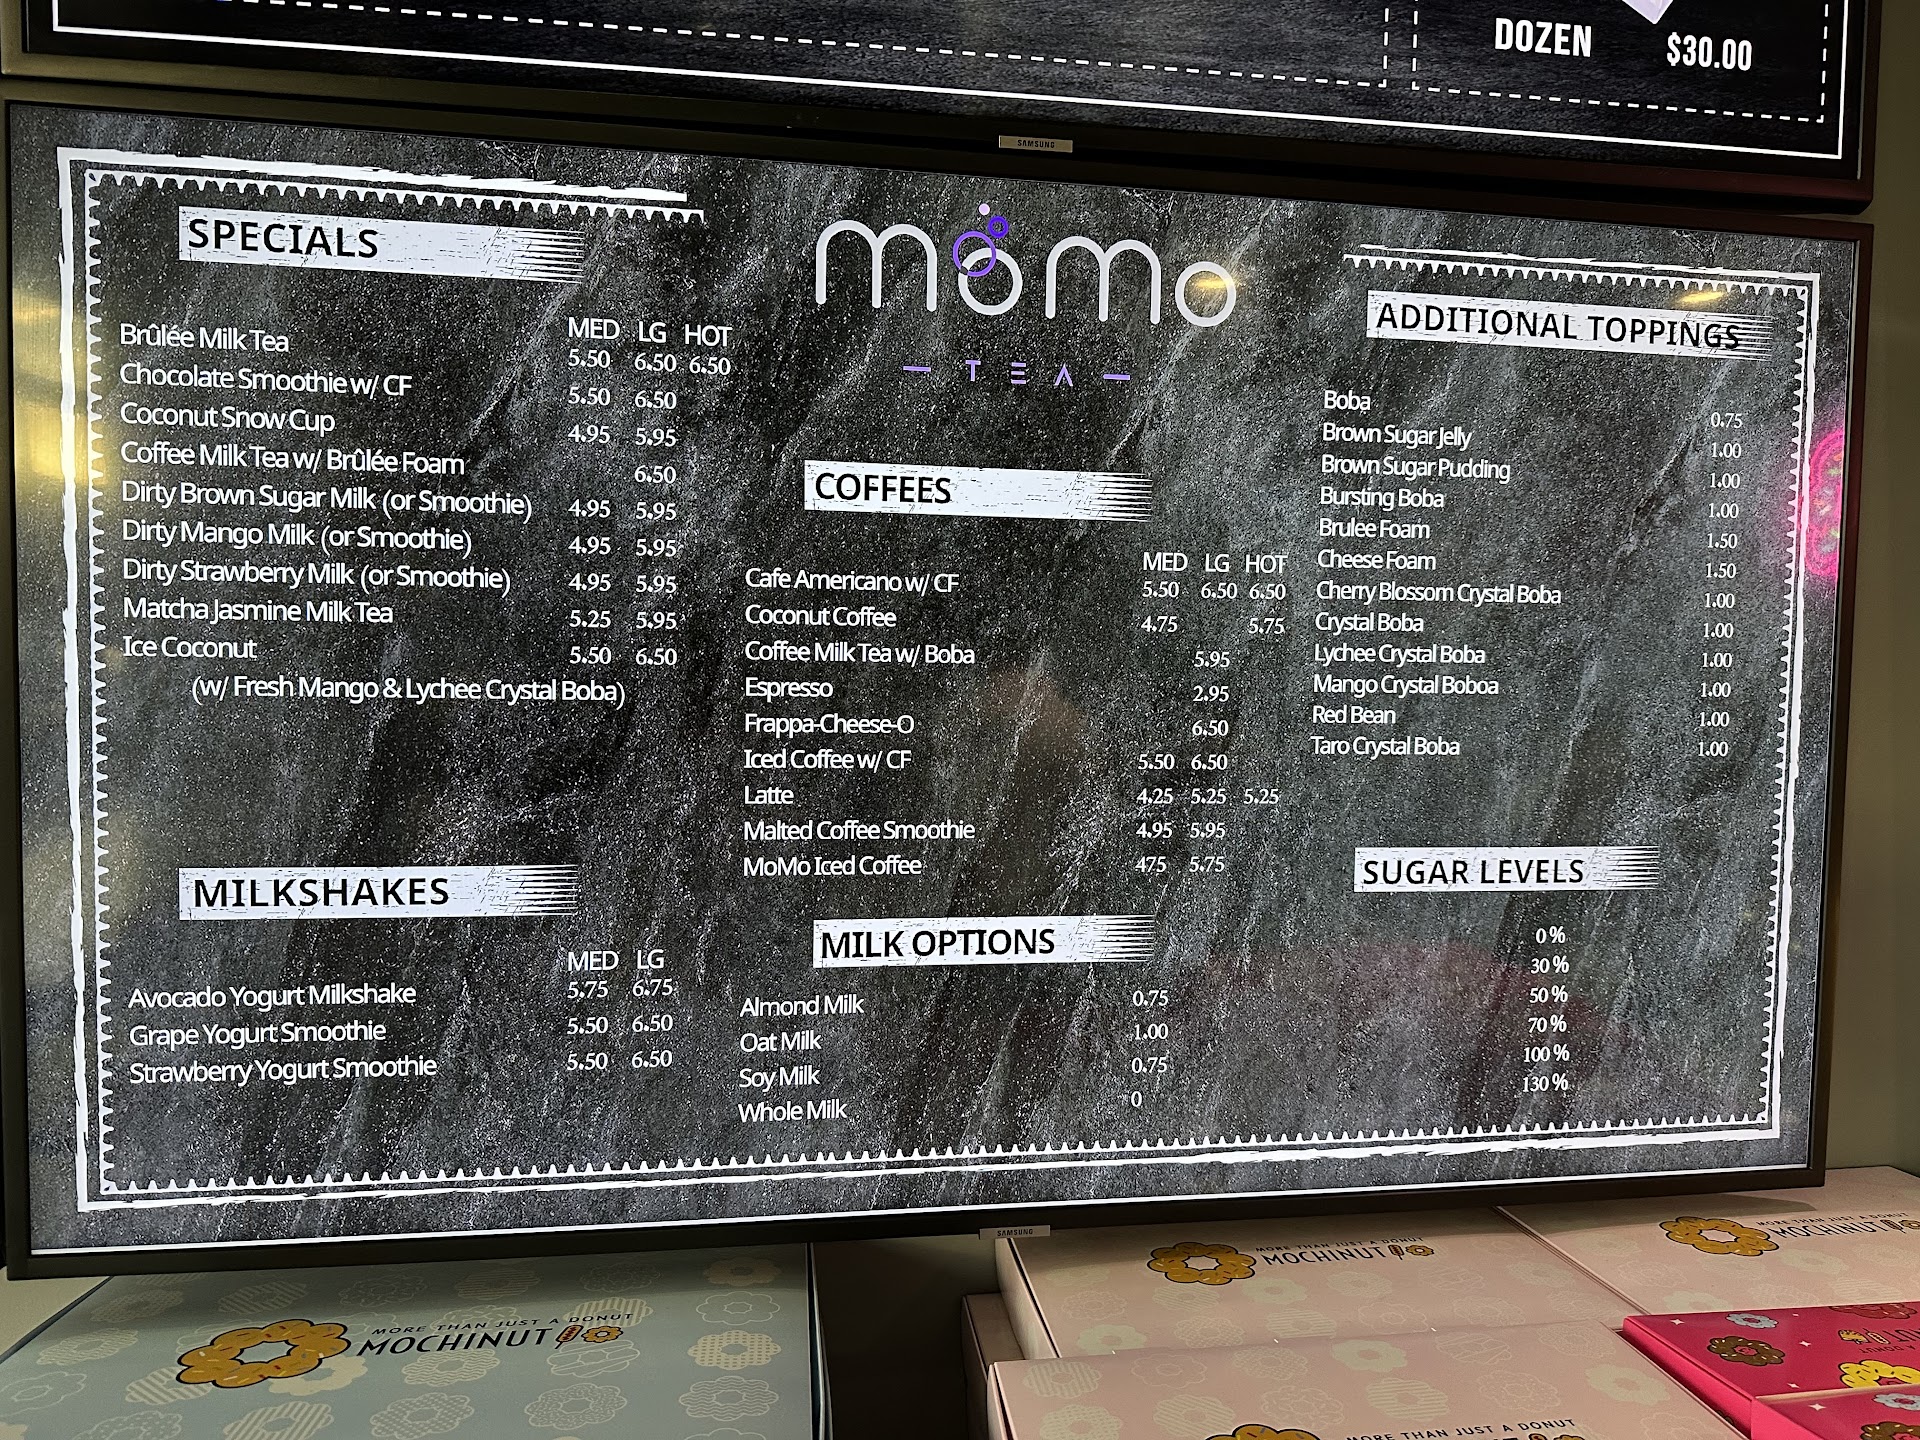 DOZEN $30.00
SAMSUNG
SPECIALS
MED LG HOT
Brûlée Milk Tea 5.50 6.50 6.50
Chocolate Smoothie w/ CF 5.50 6.50
Coconut Snow Cup 4.95 5.95
Coffee Milk Tea w/ Brûlée Foam 6.50
Dirty Brown Sugar Milk (or Smoothie) 4.95 5.95
Dirty Mango Milk (or Smoothie) 4.95 5.95
Dirty Strawberry Milk (or Smoothie) 4.95 5.95
Matcha Jasmine Milk Tea 5.25 5.95
Ice Coconut 5.50 6.50
(w/ Fresh Mango & Lychee Crystal Boba)
MILKSHAKES
MED LG
Avocado Yogurt Milkshake 5.75 6.75
Grape Yogurt Smoothie 5.50 6.50
Strawberry Yogurt Smoothie 5.50 6.50
momo
— TEA —
COFFEES
MED LG HOT
Cafe Americano w/ CF 5.50 6.50 6.50
Coconut Coffee 4.75 5.75
Coffee Milk Tea w/ Boba 5.95
Espresso 2.95
Frappa-Cheese-O 6.50
Iced Coffee w/ CF 5.50 6.50
Latte 4.25 5.25 5.25
Malted Coffee Smoothie 4.95 5.95
MoMo Iced Coffee 475 5.75
MILK OPTIONS
Almond Milk 0.75
Oat Milk 1.00
Soy Milk 0.75
Whole Milk 0
ADDITIONAL TOPPINGS
Boba 0.75
Brown Sugar Jelly 1.00
Brown Sugar Pudding 1.00
Bursting Boba 1.00
Brulee Foam 1.50
Cheese Foam 1.50
Cherry Blossom Crystal Boba 1.00
Crystal Boba 1.00
Lychee Crystal Boba 1.00
Mango Crystal Boboa 1.00
Red Bean 1.00
Taro Crystal Boba 1.00
SUGAR LEVELS
0 %
30 %
50 %
70 %
100 %
130 %
SAMSUNG
MORE THAN JUST A DONUT
MOCHINUT
MORE THAN JUST A DONUT
MOCHINUT
MORE THAN JUST A DONUT
MOCHINUT
MORE THAN JUST A DONUT